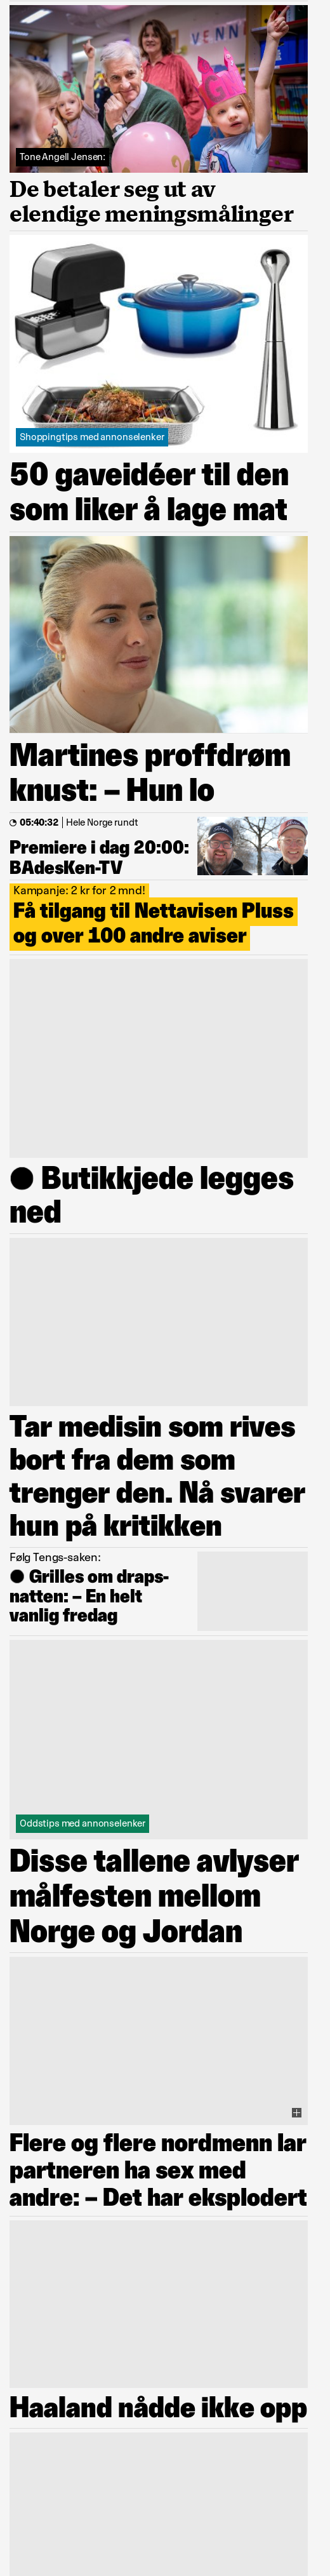 VENNI
Tone Angell Jensen:
De betaler seg ut av
elendige meningsmålinger
Shoppingtips med annonselenker
50 gaveidéer til den
som liker å lage mat
Martines proffdrøm
knust: – Hun lo
05:40:32 | Hele Norge rundt
Premiere i dag 20:00:
BAdesKen-TV
Kampanje: 2 kr for 2 mnd!
Få tilgang til Nettavisen Pluss
og over 100 andre aviser
● Butikkjede legges
ned
Tar medisin som rives
bort fra dem som
trenger den. Nå svarer
hun på kritikken
Følg Tengs-saken:
● Grilles om draps-
natten: – En helt
vanlig fredag
Oddstips med annonselenker
Disse tallene avlyser
målfesten mellom
Norge og Jordan
Flere og flere nordmenn lar
partneren ha sex med
andre: – Det har eksplodert
Haaland nådde ikke opp